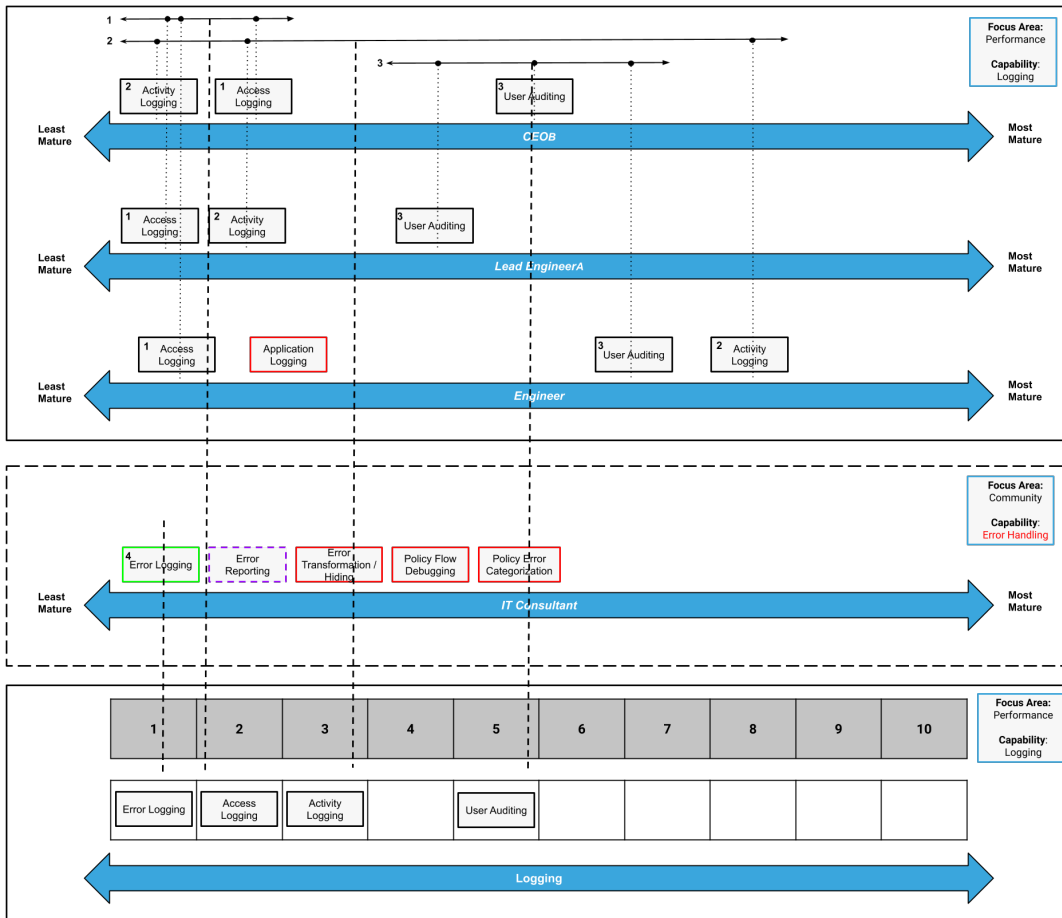 1
2
3
Focus Area:
Performance
Capability:
Logging
2
Activity
Logging
1
Access
Logging
3
User Auditing
Least
Mature
CEOB
Most
Mature
1
Access
Logging
2
Activity
Logging
3
User Auditing
Least
Mature
Lead EngineerA
Most
Mature
1
Access
Logging
Application
Logging
3
User Auditing
2
Activity
Logging
Least
Mature
Engineer
Most
Mature
Focus Area:
Community
Capability:
Error Handling
4
Error Logging
Error
Reporting
Error
Transformation /
Hiding
Policy Flow
Debugging
Policy Error
Categorization
Least
Mature
IT Consultant
Most
Mature
Focus Area:
Performance
Capability:
Logging
1 2 3 4 5 6 7 8 9 10
Error Logging
Access
Logging
Activity
Logging
User Auditing
Logging